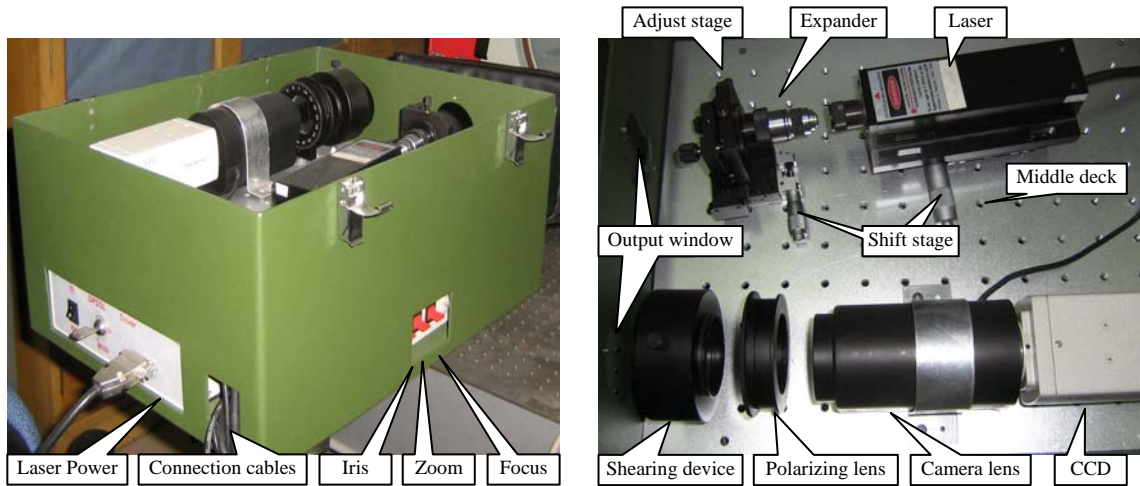 Adjust stage
Expander
Laser
Middle deck
Output window
Shift stage
Laser Power
Connection cables
Iris
Zoom
Focus
Shearing device
Polarizing lens
Camera lens
CCD